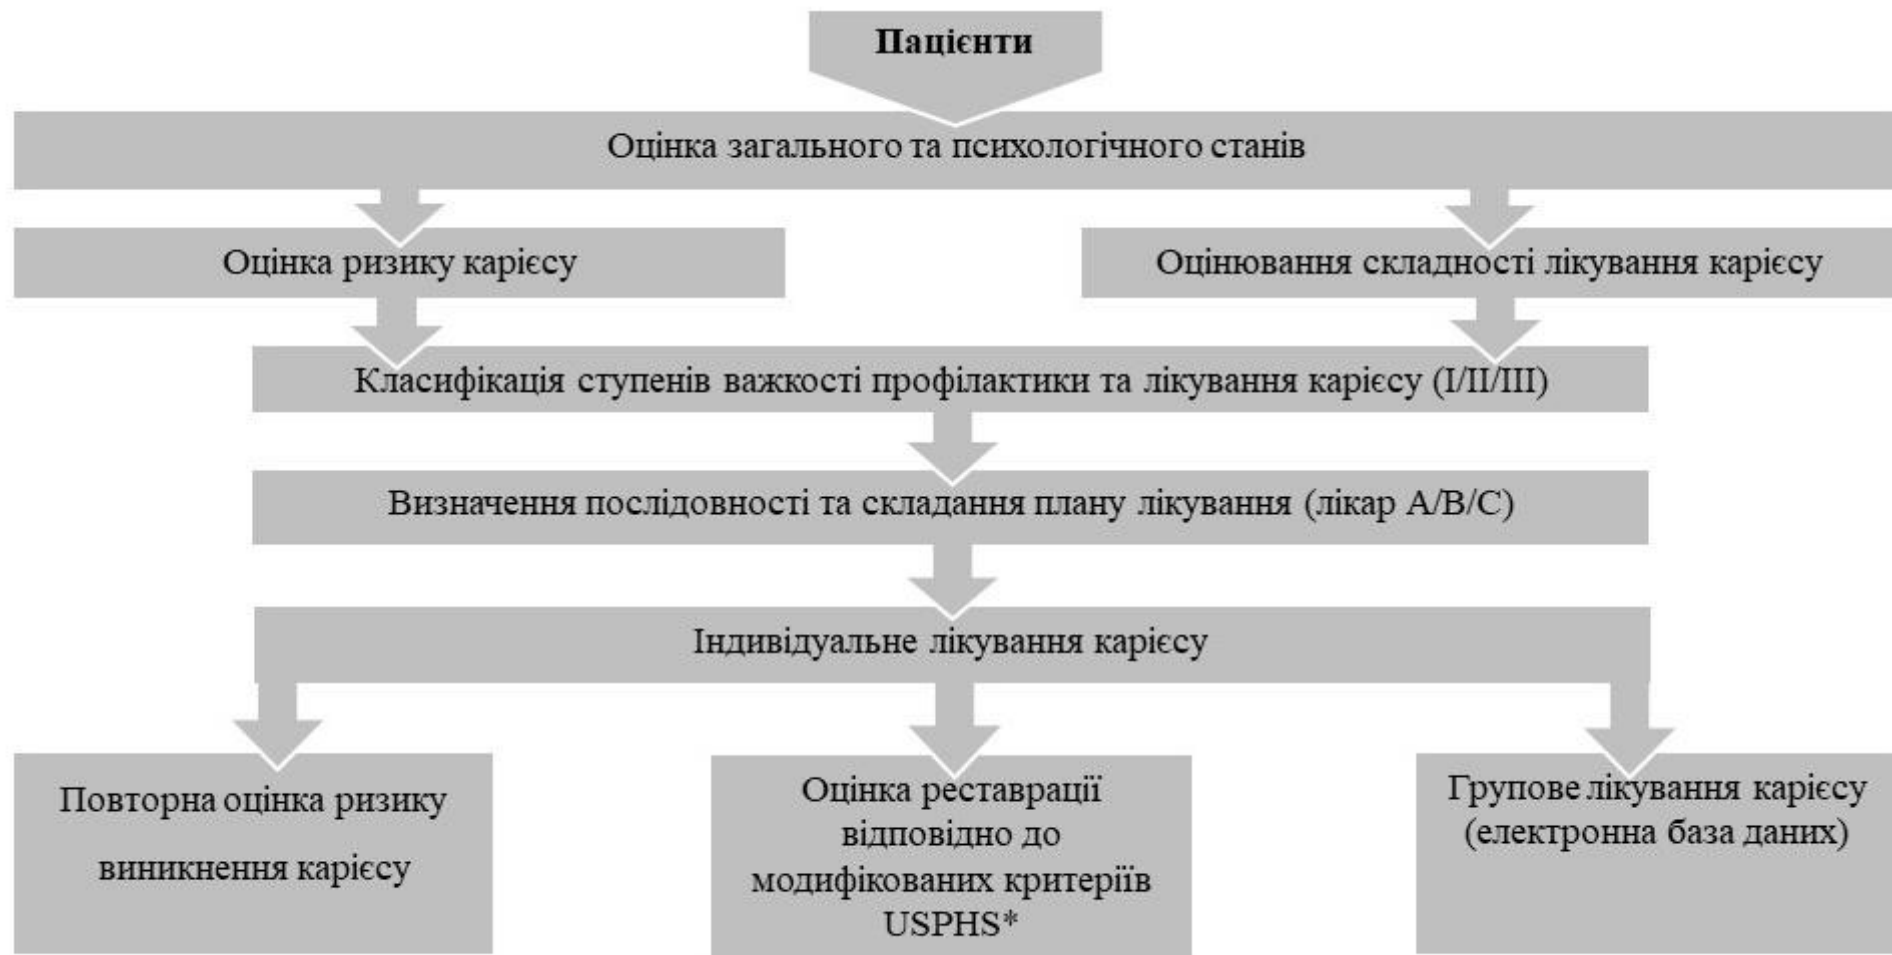 Пацієнти
Оцінка загального та психологічного станів
Оцінка ризику карієсу
Оцінювання складності лікування карієсу
Класифікація ступенів важкості профілактики та лікування карієсу (I/II/III)
Визначення послідовності та складання плану лікування (лікар А/В/С)
Індивідуальне лікування карієсу
Повторна оцінка ризику
виникнення карієсу
Оцінка реставрації
відповідно до
модифікованих критеріїв
USPHS*
Групове лікування карієсу
(електронна база даних)